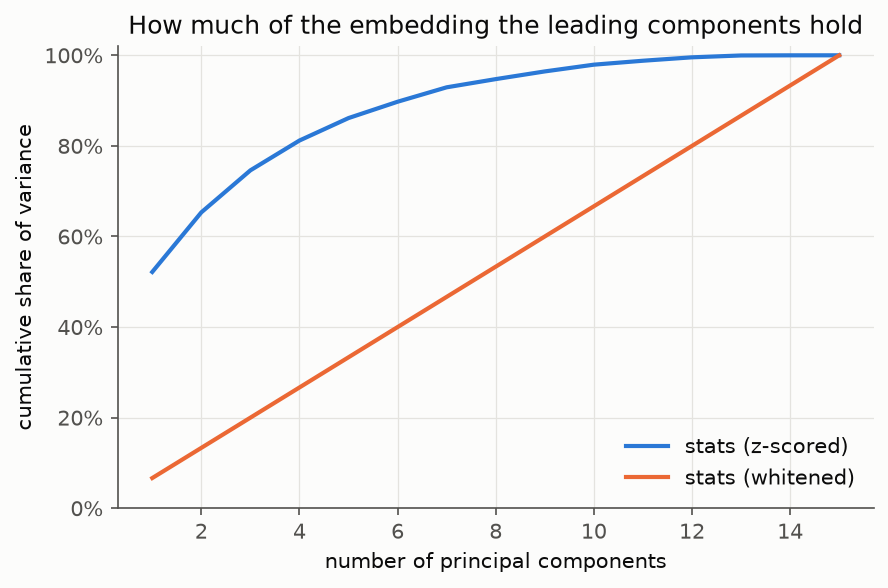 How much of the embedding the leading components hold
cumulative share of variance
100%
80%
60%
40%
20%
0%
2 4 6 8 10 12 14
number of principal components
stats (z-scored)
stats (whitened)